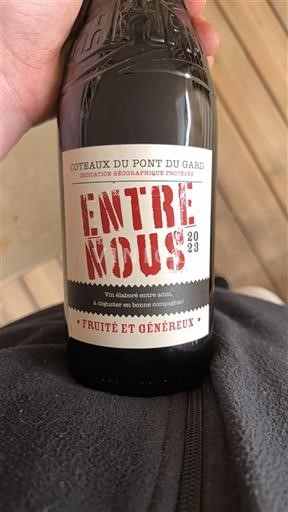 COTEAUX DU PONT DU GARD
INDICATION GÉOGRAPHIQUE PROTÉGÉE
ENTRE
NOUS
2023
Vin élaboré entre amis,
à déguster en bonne compagnie!
• FRUITÉ ET GÉNÉREUX •